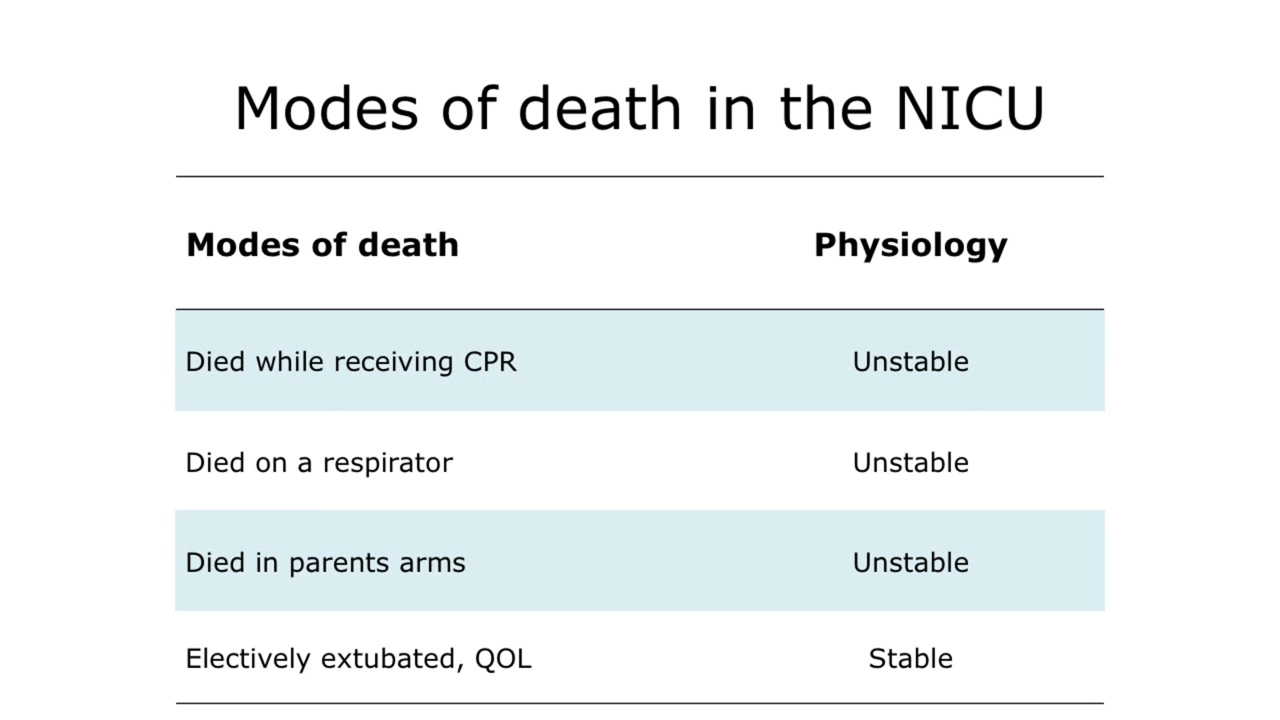 Modes of death in the NICU
Modes of death Physiology
Died while receiving CPR Unstable
Died on a respirator Unstable
Died in parents arms Unstable
Electively extubated, QOL Stable